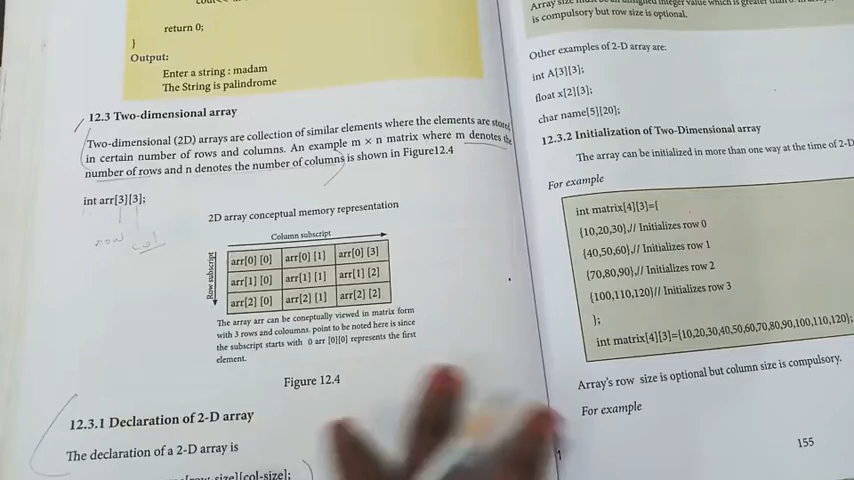 return 0;
}
Output:
Enter a string : madam
The String is palindrome
12.3 Two-dimensional array
Two-dimensional (2D) arrays are collection of similar elements where the elements are stored
in certain number of rows and columns. An example m × n matrix where m denotes the
number of rows and n denotes the number of columns is shown in Figure12.4
int arr[3][3];
row col
2D array conceptual memory representation
Column subscript
Row subscript
arr[0] [0] arr[0] [1] arr[0] [3]
arr[1] [0] arr[1] [1] arr[1] [2]
arr[2] [0] arr[2] [1] arr[2] [2]
The array arr can be coneptually viewed in matrix form
with 3 rows and coloumns. point to be noted here is since
the subscript starts with 0 arr [0][0] represents the first
element.
Figure 12.4
12.3.1 Declaration of 2-D array
The declaration of a 2-D array is
[row-size][col-size];
is compulsory but row size is optional.
Other examples of 2-D array are:
int A[3][3];
float x[2][3];
char name[5][20];
12.3.2 Initialization of Two-Dimensional array
The array can be initialized in more than one way at the time of 2-D
For example
int matrix[4][3]={
{10,20,30},// Initializes row 0
{40,50,60},// Initializes row 1
{70,80,90},// Initializes row 2
{100,110,120}// Initializes row 3
};
int matrix[4][3]={10,20,30,40,50,60,70,80,90,100,110,120};
Array's row size is optional but column size is compulsory.
For example
155